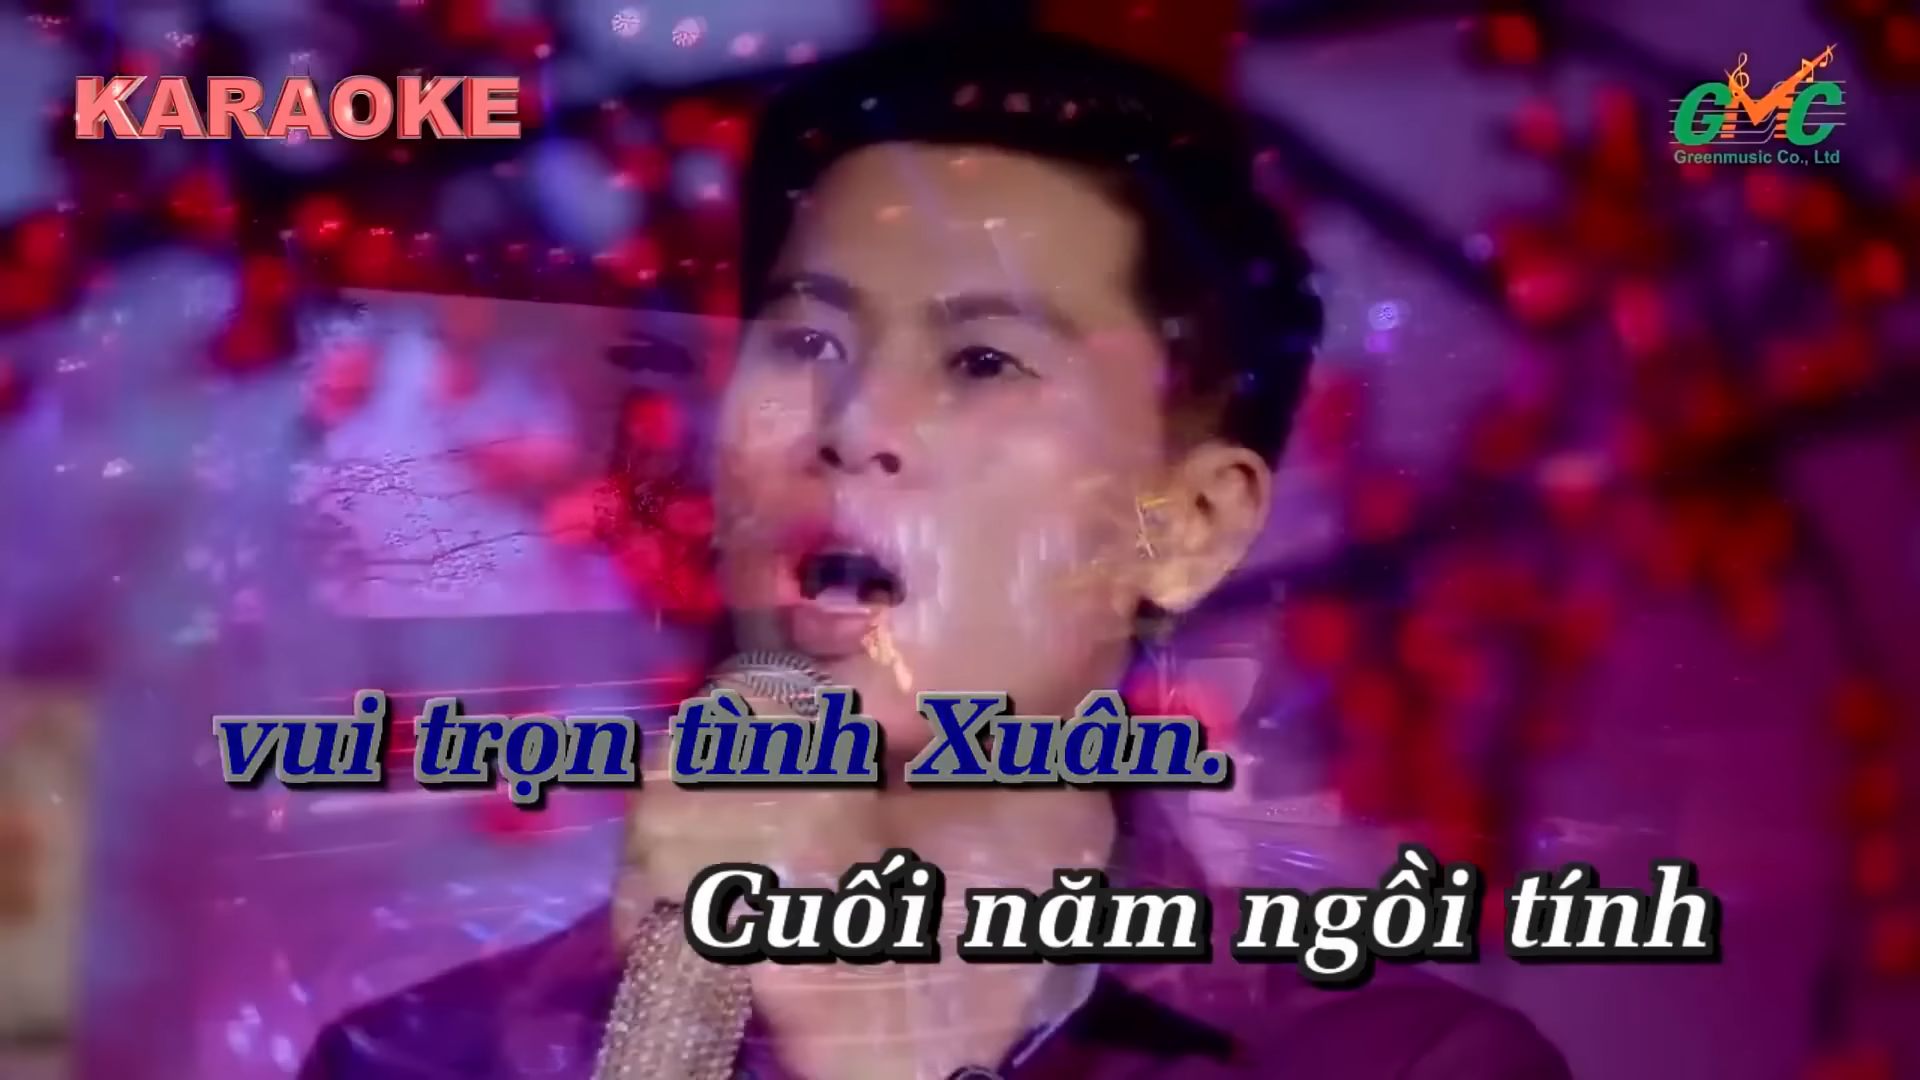 KARAOKE
GMC
Greenmusic Co., Ltd
vui trọn tình Xuân.
Cuối năm ngồi tính